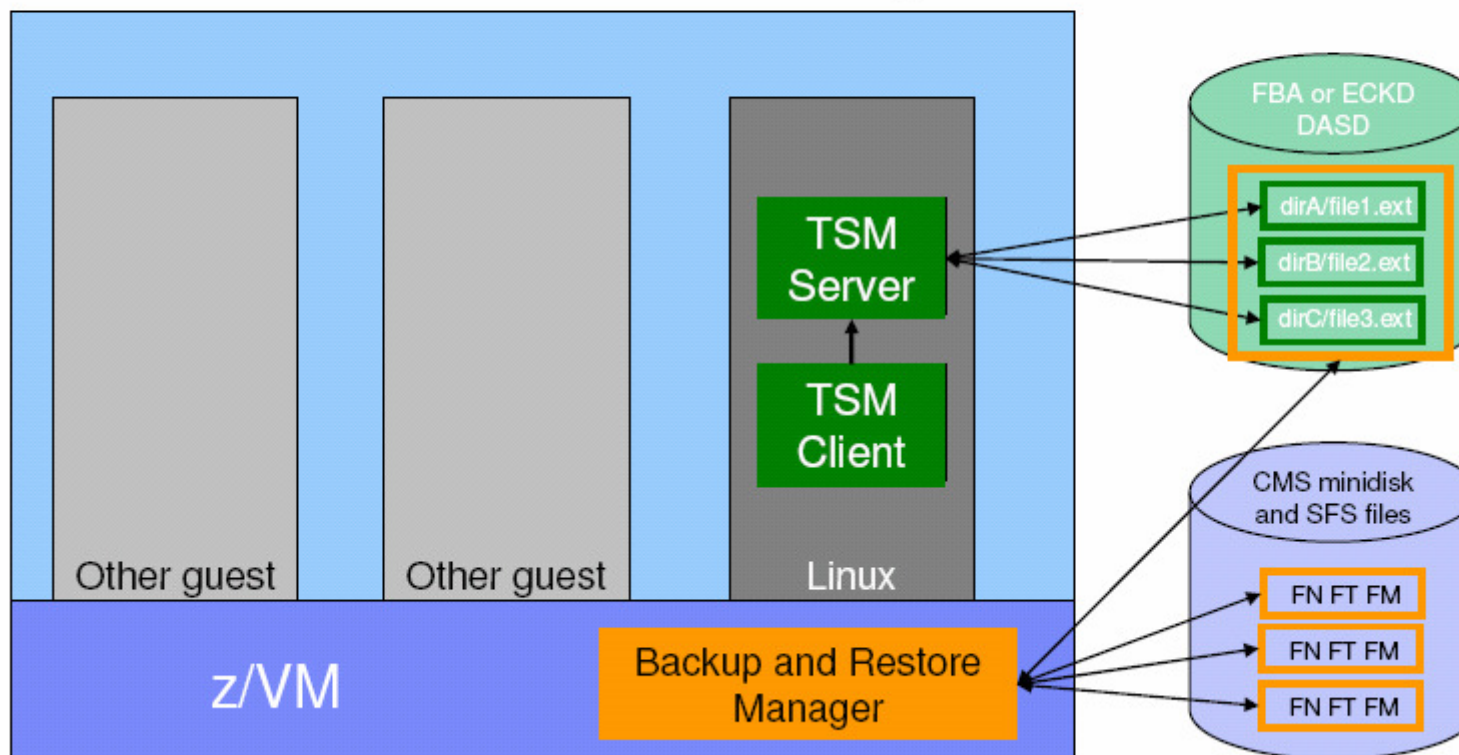 FBA or ECKD
DASD
dirA/file1.ext
dirB/file2.ext
dirC/file3.ext
TSM
Server
TSM
Client
CMS minidisk
and SFS files
Other guest
Other guest
Linux
FN FT FM
FN FT FM
FN FT FM
z/VM
Backup and Restore
Manager